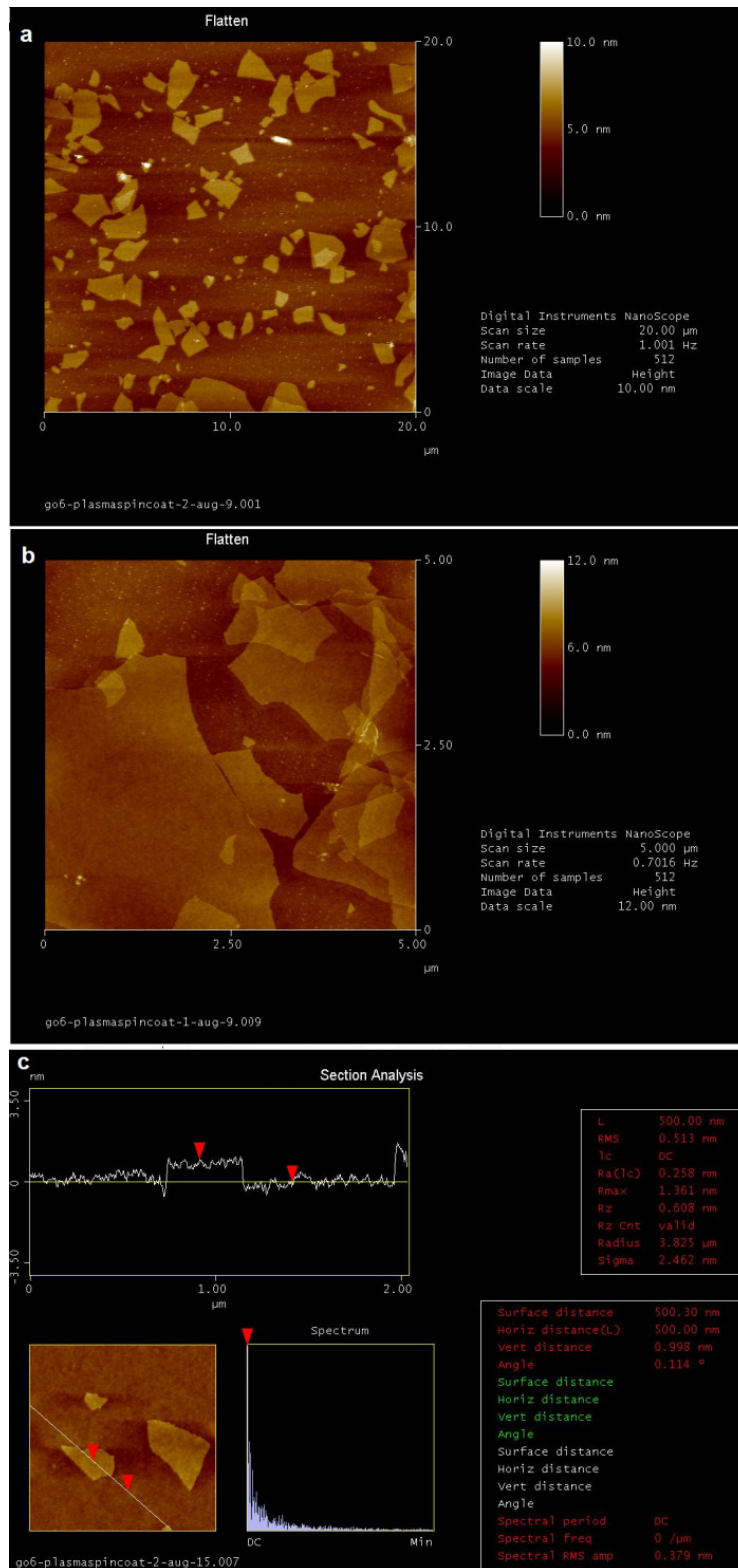 a
Flatten
20.0
10.0 nm
5.0 nm
0.0 nm
10.0
Digital Instruments NanoScope
Scan size 20.00 µm
Scan rate 1.001 Hz
Number of samples 512
Image Data Height
Data scale 10.00 nm
0
0 10.0 20.0
µm
go6-plasmaspincoat-2-aug-9.001
b
Flatten
5.00
12.0 nm
6.0 nm
0.0 nm
2.50
Digital Instruments NanoScope
Scan size 5.000 µm
Scan rate 0.7016 Hz
Number of samples 512
Image Data Height
Data scale 12.00 nm
0
0 2.50 5.00
µm
go6-plasmaspincoat-1-aug-9.009
c
nm
Section Analysis
3.50
0
-3.50
0 1.00 2.00
µm
L 500.00 nm
RMS 0.513 nm
lc DC
Ra(lc) 0.258 nm
Rmax 1.361 nm
Rz 0.608 nm
Rz Cnt valid
Radius 3.825 µm
Sigma 2.462 nm
Spectrum
DC Min
Surface distance 500.30 nm
Horiz distance(L) 500.00 nm
Vert distance 0.998 nm
Angle 0.114 °
Surface distance
Horiz distance
Vert distance
Angle
Surface distance
Horiz distance
Vert distance
Angle
Spectral period DC
Spectral freq 0 /µm
Spectral RMS amp 0.379 nm
go6-plasmaspincoat-2-aug-15.007